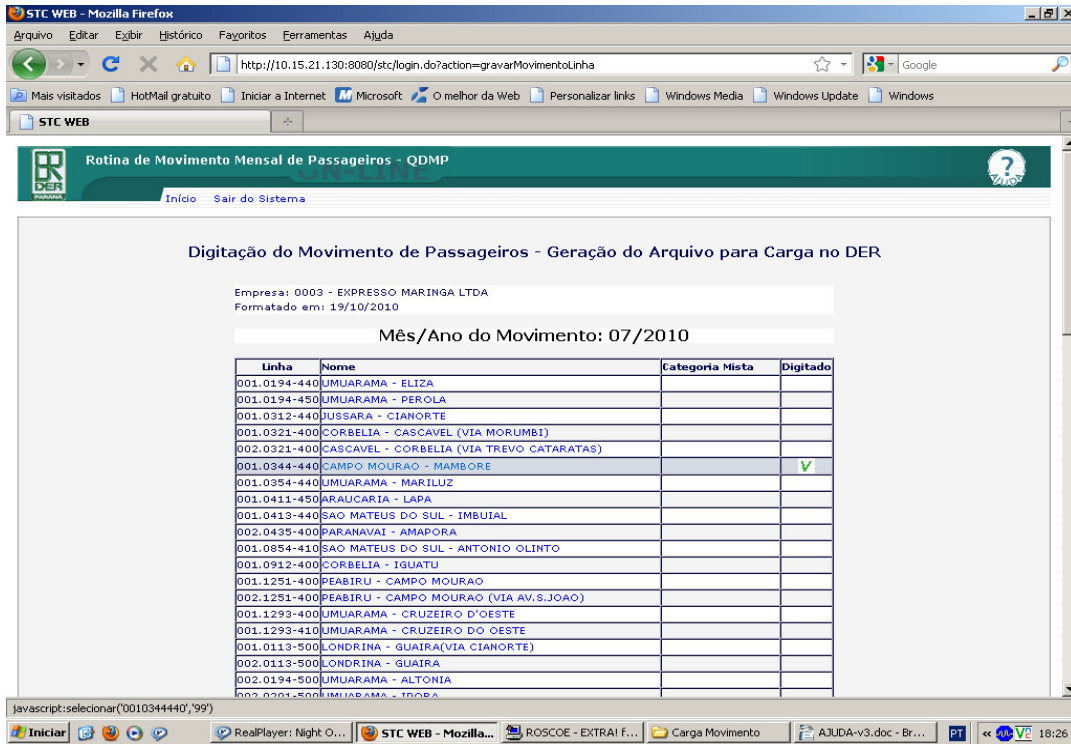 STC WEB - Mozilla Firefox
Arquivo Editar Exibir Histórico Favoritos Ferramentas Ajuda
http://10.15.21.130:8080/stc/login.do?action=gravarMovimentoLinha
Google
Mais visitados HotMail gratuito Iniciar a Internet Microsoft O melhor da Web Personalizar links Windows Media Windows Update Windows
STC WEB
DER
PARANÁ
Rotina de Movimento Mensal de Passageiros - QDMP
ON-LINE
?
AJUDA
Início Sair do Sistema
Digitação do Movimento de Passageiros - Geração do Arquivo para Carga no DER
Empresa: 0003 - EXPRESSO MARINGA LTDA
Formatado em: 19/10/2010
Mês/Ano do Movimento: 07/2010
Linha Nome Categoria Mista Digitado
001.0194-440 UMUARAMA - ELIZA
001.0194-450 UMUARAMA - PEROLA
001.0312-440 JUSSARA - CIANORTE
001.0321-400 CORBELIA - CASCAVEL (VIA MORUMBI)
002.0321-400 CASCAVEL - CORBELIA (VIA TREVO CATARATAS)
001.0344-440 CAMPO MOURAO - MAMBORE V
001.0354-440 UMUARAMA - MARILUZ
001.0411-450 ARAUCARIA - LAPA
001.0413-440 SAO MATEUS DO SUL - IMBUIAL
002.0435-400 PARANAVAI - AMAPORA
001.0854-410 SAO MATEUS DO SUL - ANTONIO OLINTO
001.0912-400 CORBELIA - IGUATU
001.1251-400 PEABIRU - CAMPO MOURAO
002.1251-400 PEABIRU - CAMPO MOURAO (VIA AV.S.JOAO)
001.1293-400 UMUARAMA - CRUZEIRO D'OESTE
001.1293-410 UMUARAMA - CRUZEIRO DO OESTE
001.0113-500 LONDRINA - GUAIRA(VIA CIANORTE)
002.0113-500 LONDRINA - GUAIRA
002.0194-500 UMUARAMA - ALTONIA
002.0201-500 UMUARAMA - IPORA
javascript:selecionar('0010344440','99')
Iniciar RealPlayer: Night O... STC WEB - Mozilla... ROSCOE - EXTRA! f... Carga Movimento AJUDA-v3.doc - Br... PT 18:26